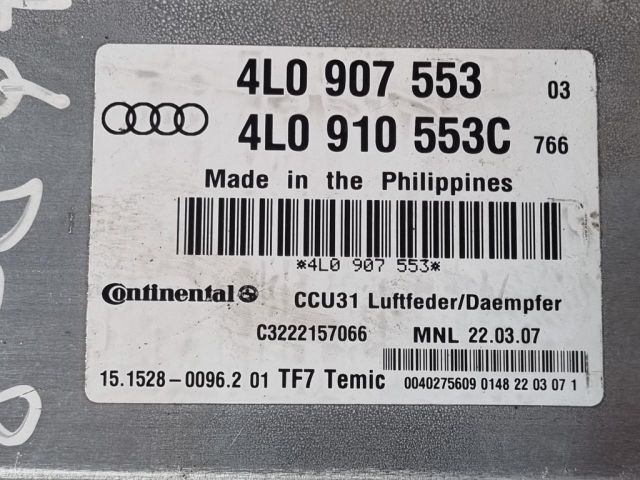 4L0 907 553 03
4L0 910 553C 766
Made in the Philippines
*4L0 907 553*
Continental CCU31 Luftfeder/Daempfer
C3222157066 MNL 22.03.07
15.1528-0096.2 01 TF7 Temic 0040275609 0148 22 03 07 1